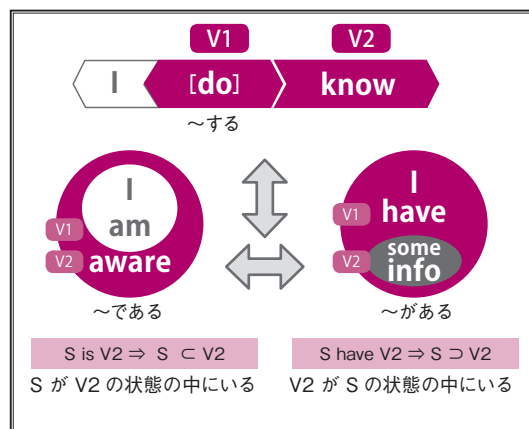 V1 V2
I [do] know
～する
I
am
V1
V2 aware
～である
I
V1 have
some
V2 info
～がある
S is V2 ⇒ S ⊂ V2
S が V2 の状態の中にいる
S have V2 ⇒ S ⊃ V2
V2 が S の状態の中にいる